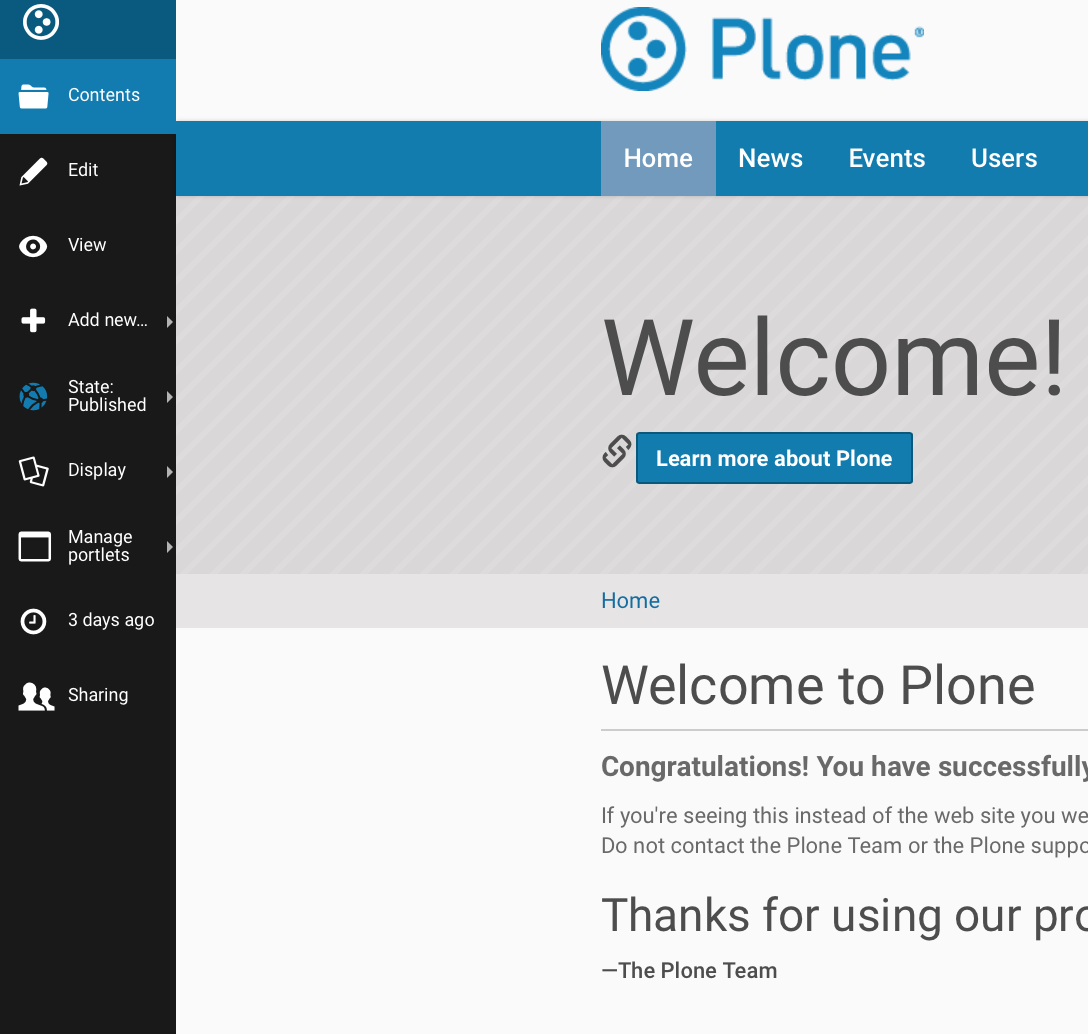 Contents
Edit
View
Add new...
State:
Published
Display
Manage
portlets
3 days ago
Sharing
Plone®
Home News Events Users
Welcome!
Learn more about Plone
Home
Welcome to Plone
Congratulations! You have successfully
If you're seeing this instead of the web site you we
Do not contact the Plone Team or the Plone suppo
Thanks for using our pro
—The Plone Team